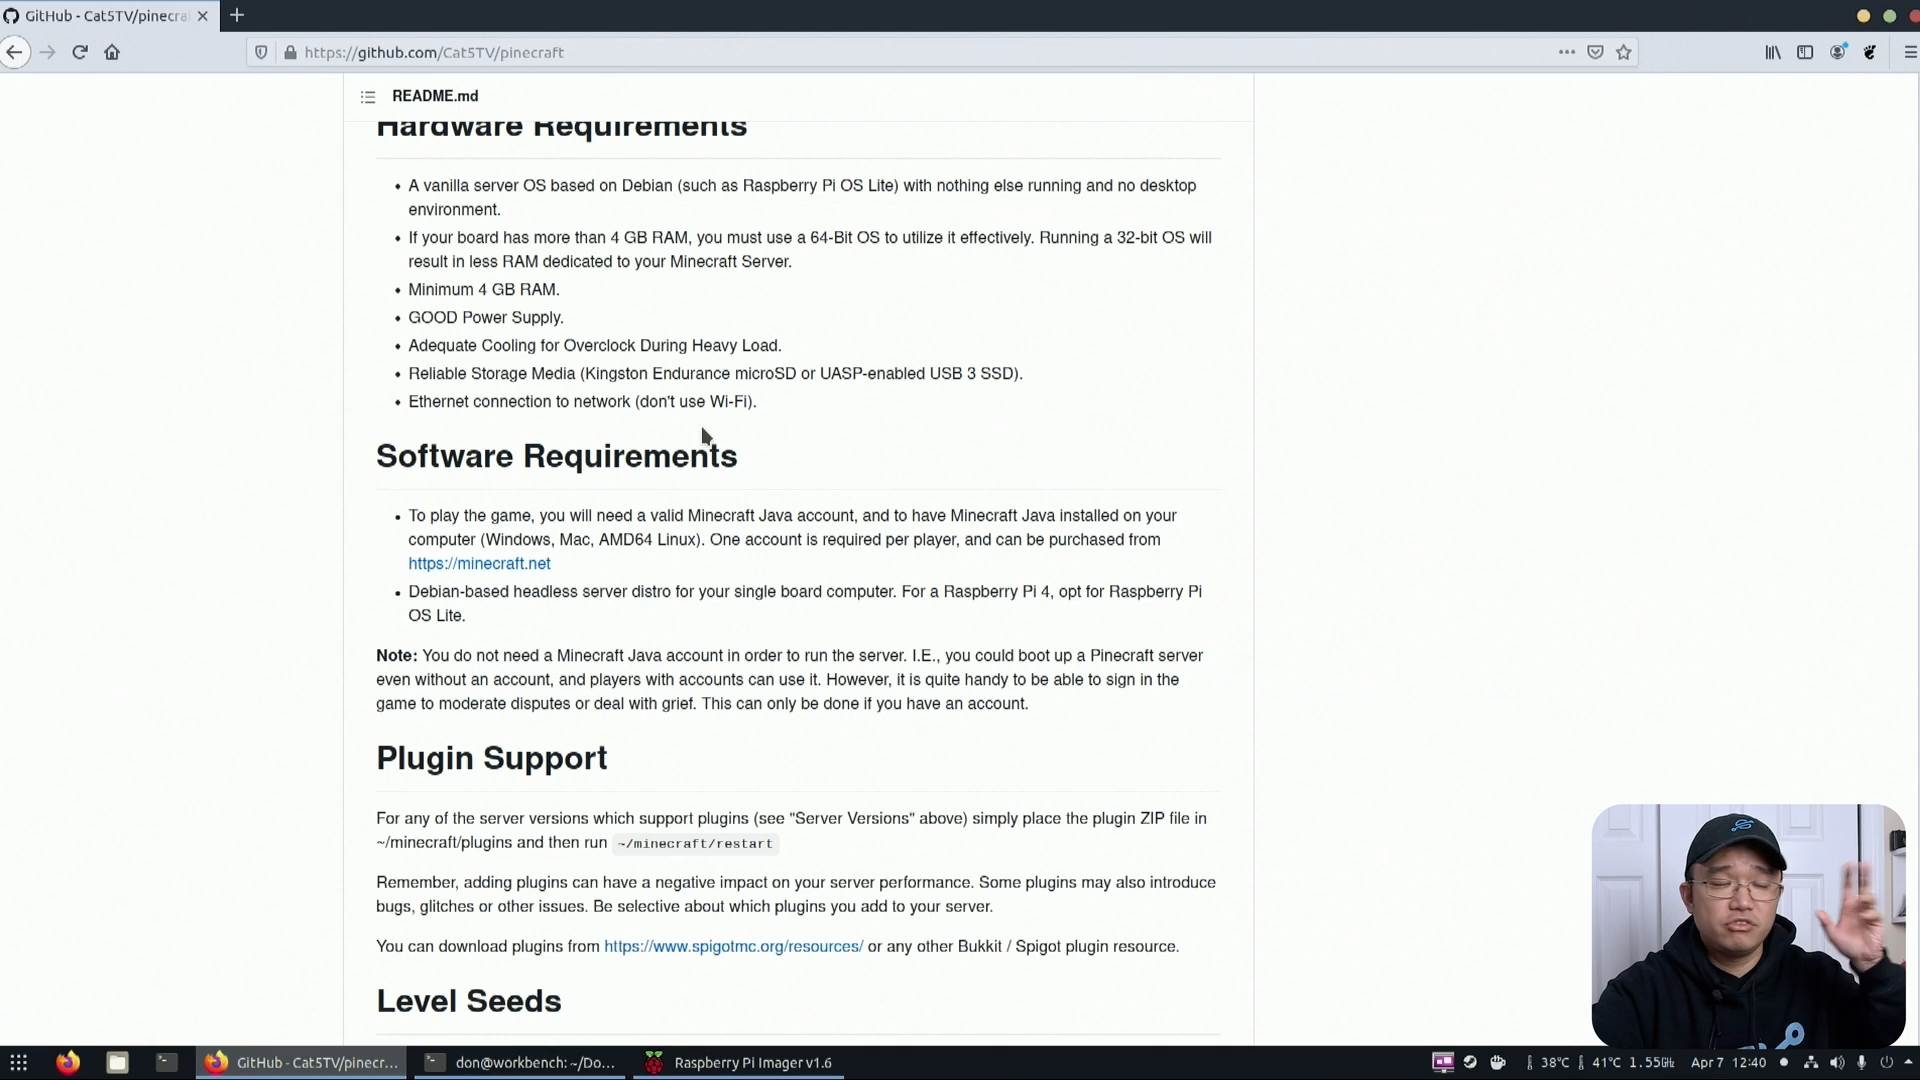 GitHub - Cat5TV/pinecra
https://github.com/Cat5TV/pinecraft
README.md
Hardware Requirements
• A vanilla server OS based on Debian (such as Raspberry Pi OS Lite) with nothing else running and no desktop
environment.
• If your board has more than 4 GB RAM, you must use a 64-Bit OS to utilize it effectively. Running a 32-bit OS will
result in less RAM dedicated to your Minecraft Server.
• Minimum 4 GB RAM.
• GOOD Power Supply.
• Adequate Cooling for Overclock During Heavy Load.
• Reliable Storage Media (Kingston Endurance microSD or UASP-enabled USB 3 SSD).
• Ethernet connection to network (don't use Wi-Fi).
Software Requirements
• To play the game, you will need a valid Minecraft Java account, and to have Minecraft Java installed on your
computer (Windows, Mac, AMD64 Linux). One account is required per player, and can be purchased from
https://minecraft.net
• Debian-based headless server distro for your single board computer. For a Raspberry Pi 4, opt for Raspberry Pi
OS Lite.
Note: You do not need a Minecraft Java account in order to run the server. I.E., you could boot up a Pinecraft server
even without an account, and players with accounts can use it. However, it is quite handy to be able to sign in the
game to moderate disputes or deal with grief. This can only be done if you have an account.
Plugin Support
For any of the server versions which support plugins (see "Server Versions" above) simply place the plugin ZIP file in
~/minecraft/plugins and then run ~/minecraft/restart
Remember, adding plugins can have a negative impact on your server performance. Some plugins may also introduce
bugs, glitches or other issues. Be selective about which plugins you add to your server.
You can download plugins from https://www.spigotmc.org/resources/ or any other Bukkit / Spigot plugin resource.
Level Seeds
GitHub - Cat5TV/pinecr... don@workbench: ~/Do... Raspberry Pi Imager v1.6 38°C 41°C 1.55GHz Apr 7 12:40